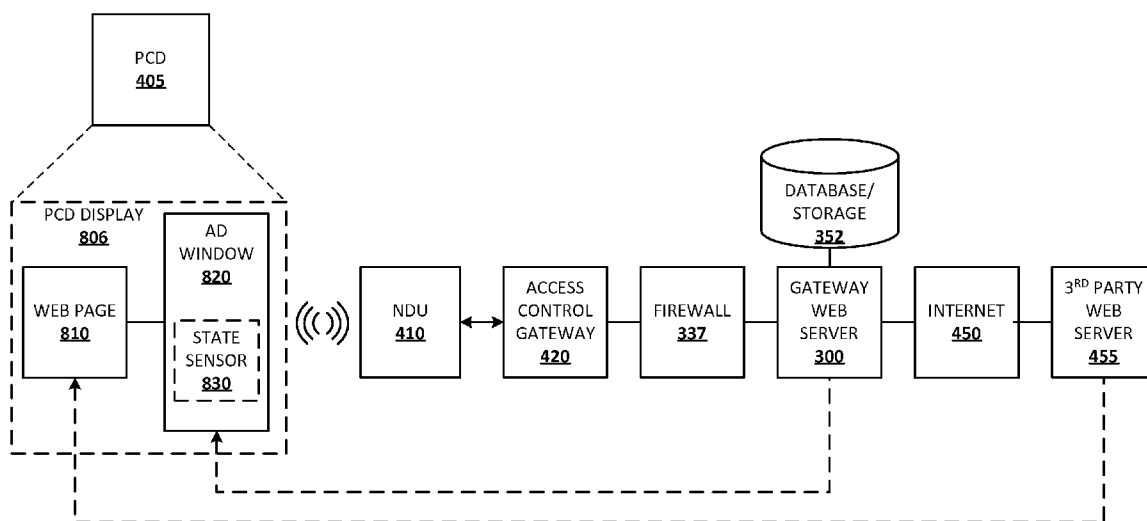 PCD
405
PCD DISPLAY
806
AD
WINDOW
820
WEB PAGE
810
STATE
SENSOR
830
NDU
410
ACCESS
CONTROL
GATEWAY
420
FIREWALL
337
DATABASE/
STORAGE
352
GATEWAY
WEB
SERVER
300
INTERNET
450
3RD PARTY
WEB
SERVER
455